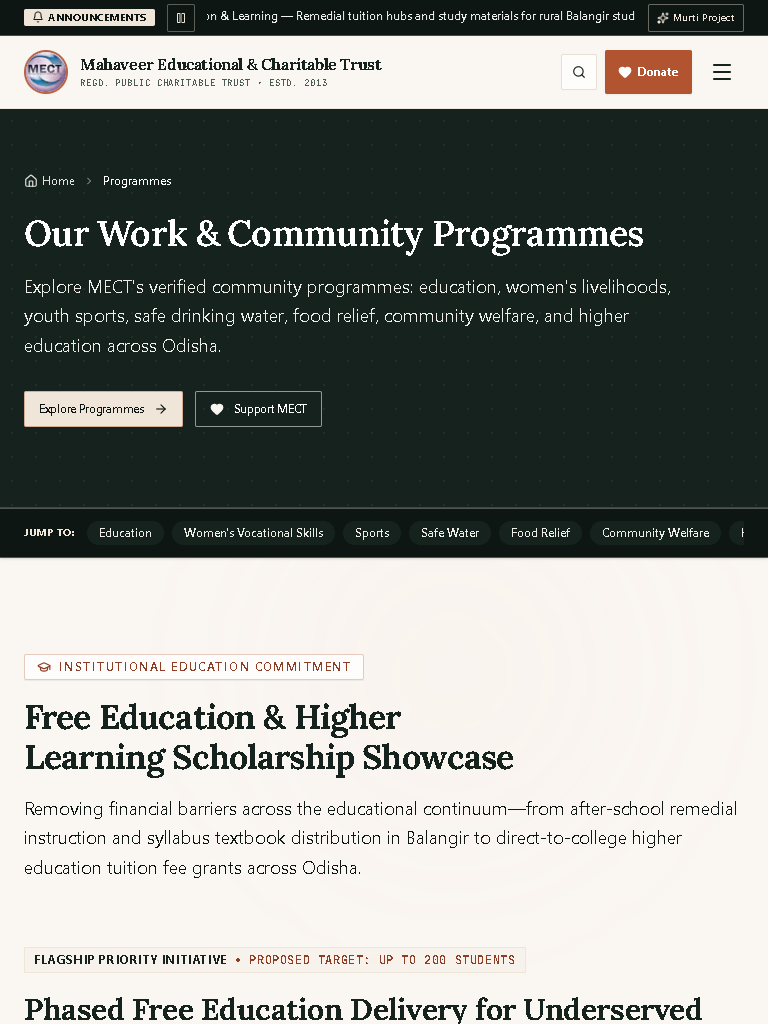 ANNOUNCEMENTS
n & Learning — Remedial tuition hubs and study materials for rural Balangir stud
Murti Project
MECT
Mahaveer Educational & Charitable Trust
REGD. PUBLIC CHARITABLE TRUST • ESTD. 2013
Donate
Home
Programmes
Our Work & Community Programmes
Explore MECT's verified community programmes: education, women's livelihoods,
youth sports, safe drinking water, food relief, community welfare, and higher
education across Odisha.
Explore Programmes
Support MECT
JUMP TO:
Education
Women's Vocational Skills
Sports
Safe Water
Food Relief
Community Welfare
INSTITUTIONAL EDUCATION COMMITMENT
Free Education & Higher
Learning Scholarship Showcase
Removing financial barriers across the educational continuum—from after-school remedial
instruction and syllabus textbook distribution in Balangir to direct-to-college higher
education tuition fee grants across Odisha.
FLAGSHIP PRIORITY INITIATIVE • PROPOSED TARGET: UP TO 200 STUDENTS
Phased Free Education Delivery for Underserved